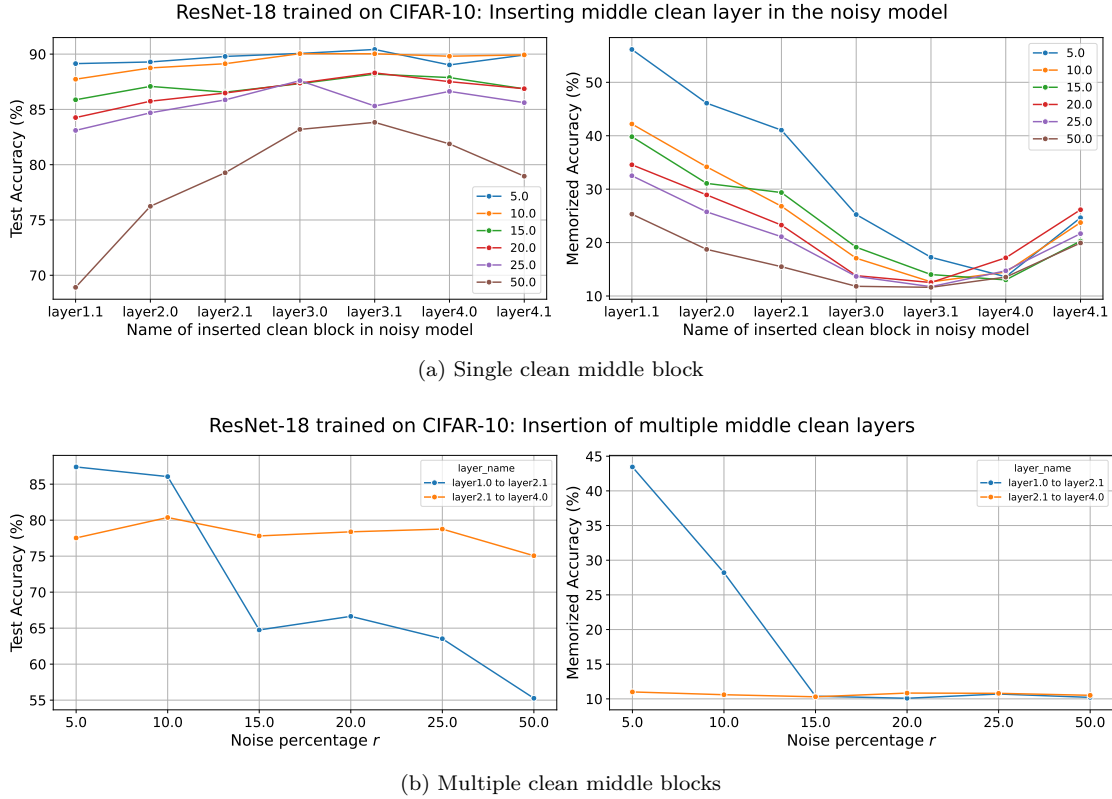 ResNet-18 trained on CIFAR-10: Inserting middle clean layer in the noisy model
Test Accuracy (%)
90
85
80
75
70
5.0
10.0
15.0
20.0
25.0
50.0
layer1.1 layer2.0 layer2.1 layer3.0 layer3.1 layer4.0 layer4.1
Name of inserted clean block in noisy model
Memorized Accuracy (%)
50
40
30
20
10
5.0
10.0
15.0
20.0
25.0
50.0
layer1.1 layer2.0 layer2.1 layer3.0 layer3.1 layer4.0 layer4.1
Name of inserted clean block in noisy model
(a) Single clean middle block
ResNet-18 trained on CIFAR-10: Insertion of multiple middle clean layers
Test Accuracy (%)
85
80
75
70
65
60
55
layer_name
layer1.0 to layer2.1
layer2.1 to layer4.0
5.0 10.0 15.0 20.0 25.0 50.0
Noise percentage r
Memorized Accuracy (%)
45
40
35
30
25
20
15
10
layer_name
layer1.0 to layer2.1
layer2.1 to layer4.0
5.0 10.0 15.0 20.0 25.0 50.0
Noise percentage r
(b) Multiple clean middle blocks